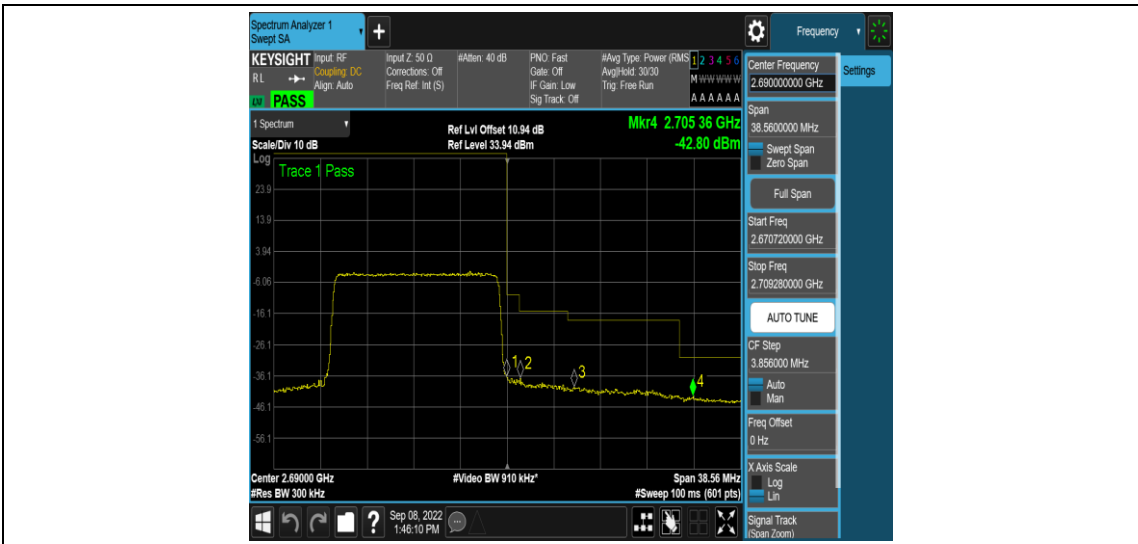 Spectrum Analyzer 1
Swept SA
+
Frequency
KEYSIGHT
RL
LXI PASS
Input: RF
Coupling: DC
Align: Auto
Input Z: 50 Ω
Corrections: Off
Freq Ref: Int (S)
#Atten: 40 dB
PNO: Fast
Gate: Off
IF Gain: Low
Sig Track: Off
#Avg Type: Power (RMS
Avg|Hold: 30/30
Trig: Free Run
1 2 3 4 5 6
M W W W W W
A A A A A A
1 Spectrum
Scale/Div 10 dB
Ref Lvl Offset 10.94 dB
Ref Level 33.94 dBm
Mkr4 2.705 36 GHz
-42.80 dBm
Log
Trace 1 Pass
23.9
13.9
3.94
-6.06
-16.1
-26.1
-36.1
-46.1
-56.1
1
2
3
4
Center 2.69000 GHz
#Res BW 300 kHz
#Video BW 910 kHz*
Span 38.56 MHz
#Sweep 100 ms (601 pts)
Center Frequency
2.690000000 GHz
Settings
Span
38.5600000 MHz
Swept Span
Zero Span
Full Span
Start Freq
2.670720000 GHz
Stop Freq
2.709280000 GHz
AUTO TUNE
CF Step
3.856000 MHz
Auto
Man
Freq Offset
0 Hz
X Axis Scale
Log
Lin
Signal Track
(Span Zoom)
?
Sep 08, 2022
1:46:10 PM